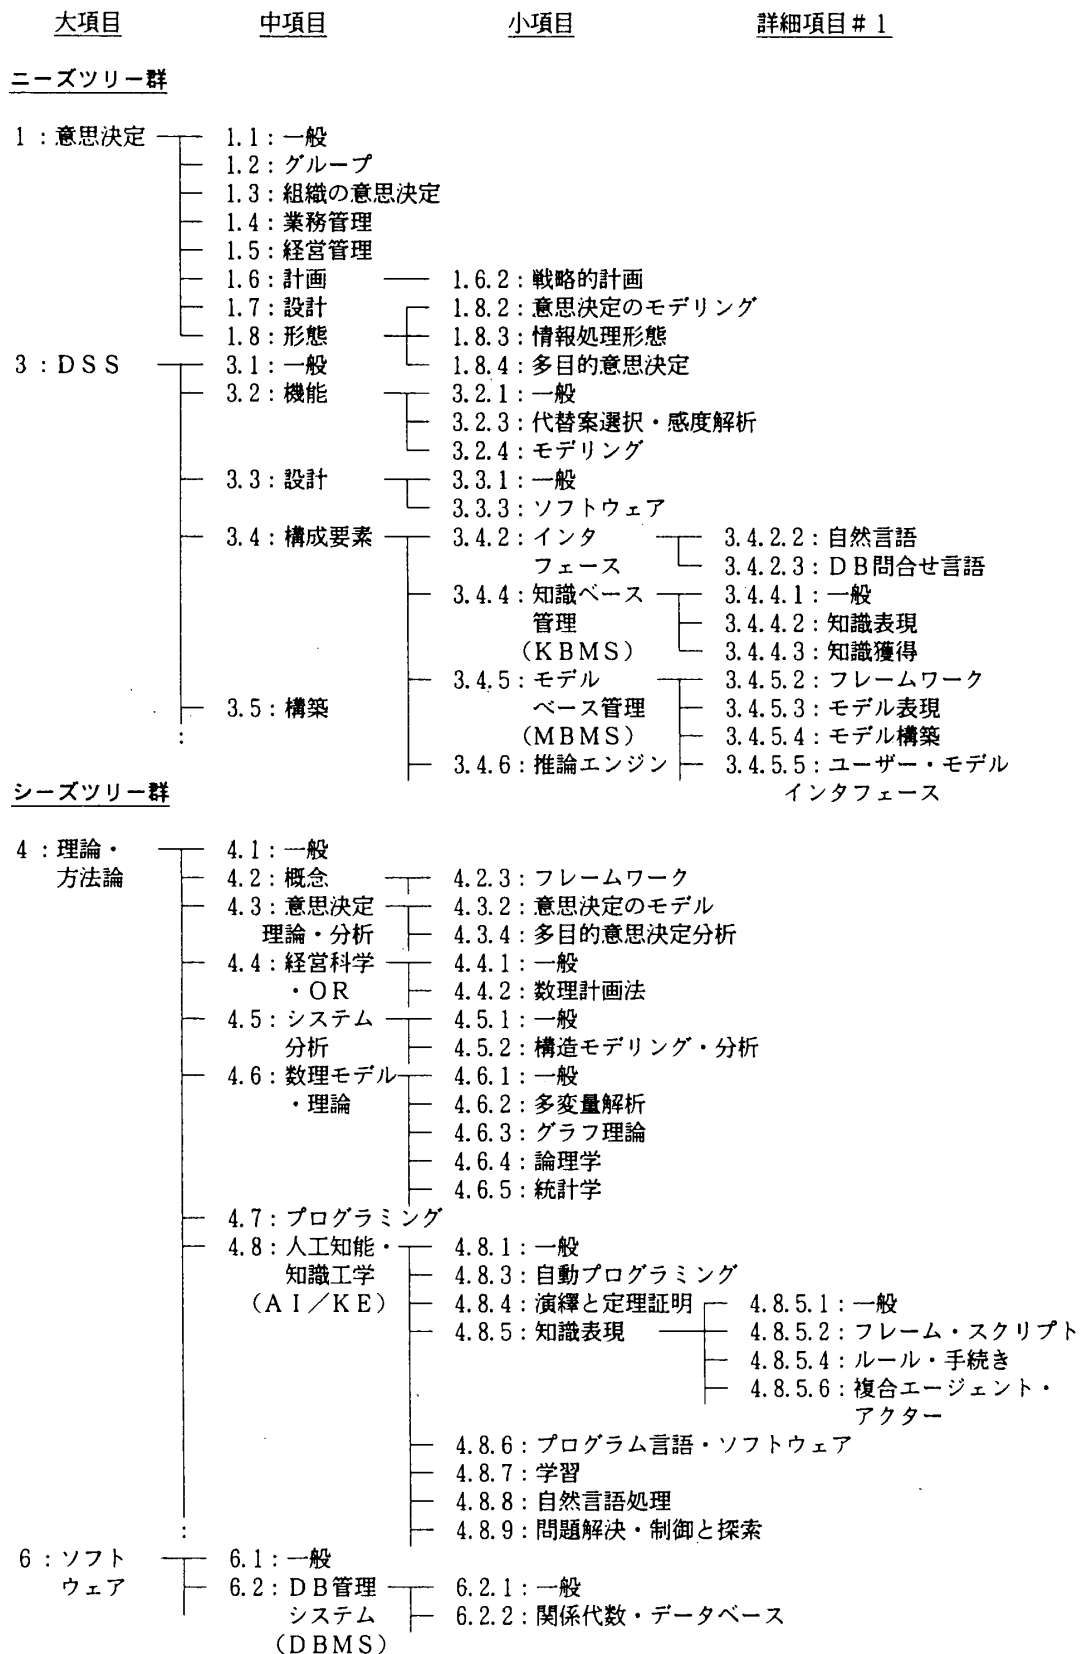 大項目 中項目 小項目 詳細項目＃１
ニーズツリー群
1：意思決定 1.1：一般
1.2：グループ
1.3：組織の意思決定
1.4：業務管理
1.5：経営管理
1.6：計画 1.6.2：戦略的計画
1.7：設計 1.8.2：意思決定のモデリング
1.8：形態 1.8.3：情報処理形態
3：ＤＳＳ 3.1：一般 1.8.4：多目的意思決定
3.2：機能 3.2.1：一般
3.2.3：代替案選択・感度解析
3.2.4：モデリング
3.3：設計 3.3.1：一般
3.3.3：ソフトウェア
3.4：構成要素 3.4.2：インタ 3.4.2.2：自然言語
フェース 3.4.2.3：ＤＢ問合せ言語
3.4.4：知識ベース 3.4.4.1：一般
管理 3.4.4.2：知識表現
（ＫＢＭＳ） 3.4.4.3：知識獲得
3.4.5：モデル 3.4.5.2：フレームワーク
3.5：構築 ベース管理 3.4.5.3：モデル表現
： （ＭＢＭＳ） 3.4.5.4：モデル構築
3.4.6：推論エンジン 3.4.5.5：ユーザー・モデル
シーズツリー群 インタフェース
4：理論・ 4.1：一般
方法論 4.2：概念 4.2.3：フレームワーク
4.3：意思決定 4.3.2：意思決定のモデル
理論・分析 4.3.4：多目的意思決定分析
4.4：経営科学 4.4.1：一般
・ＯＲ 4.4.2：数理計画法
4.5：システム 4.5.1：一般
分析 4.5.2：構造モデリング・分析
4.6：数理モデル 4.6.1：一般
・理論 4.6.2：多変量解析
4.6.3：グラフ理論
4.6.4：論理学
4.6.5：統計学
4.7：プログラミング
4.8：人工知能・ 4.8.1：一般
知識工学 4.8.3：自動プログラミング
（ＡＩ／ＫＥ） 4.8.4：演繹と定理証明 4.8.5.1：一般
4.8.5：知識表現 4.8.5.2：フレーム・スクリプト
4.8.5.4：ルール・手続き
4.8.5.6：複合エージェント・
アクター
4.8.6：プログラム言語・ソフトウェア
4.8.7：学習
4.8.8：自然言語処理
： 4.8.9：問題解決・制御と探索
6：ソフト 6.1：一般
ウェア 6.2：ＤＢ管理 6.2.1：一般
システム 6.2.2：関係代数・データベース
（ＤＢＭＳ）